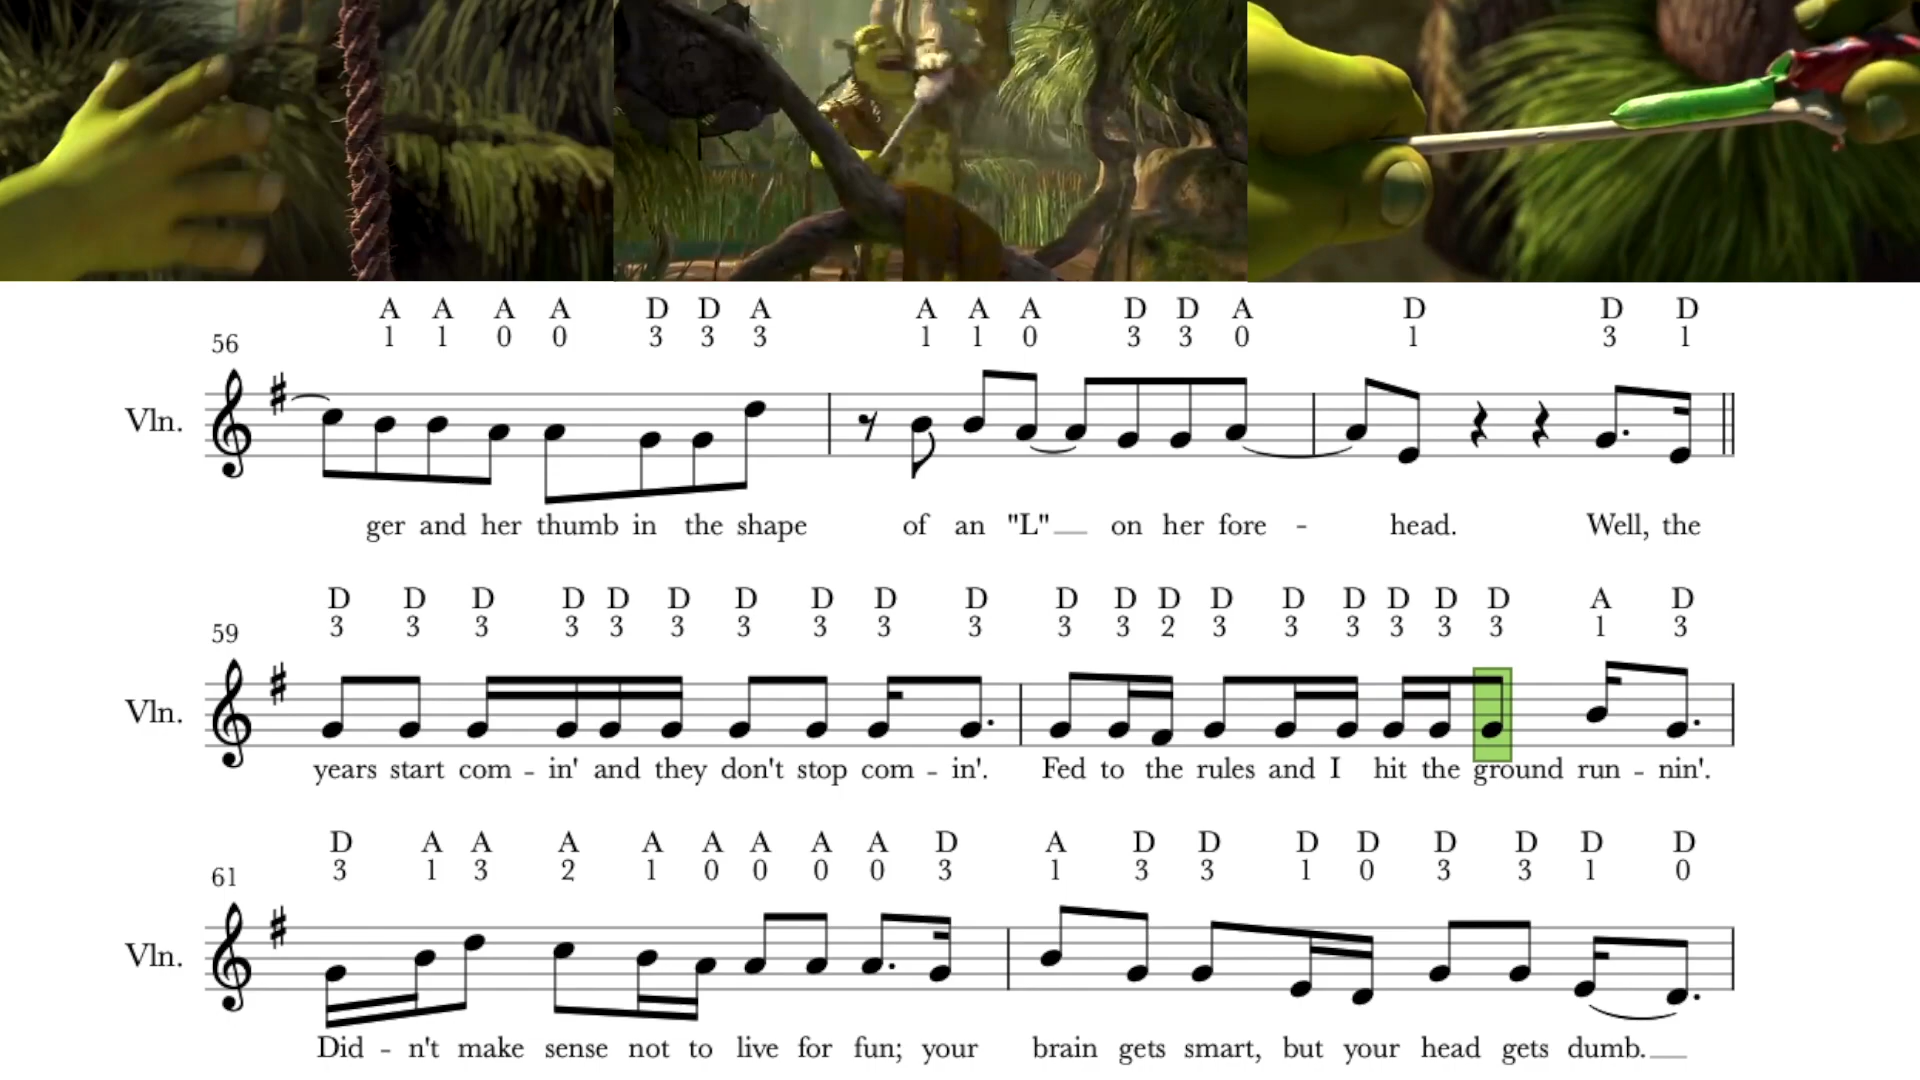 A A A A D D A A A A D D A D D D
56 1 1 0 0 3 3 3 1 1 0 3 3 0 1 3 1
Vln.
ger and her thumb in the shape of an "L" on her fore - head. Well, the
D D D D D D D D D D D D D D D D D D D A D
59 3 3 3 3 3 3 3 3 3 3 3 3 2 3 3 3 3 3 3 1 3
Vln.
years start com - in' and they don't stop com - in'. Fed to the rules and I hit the ground run - nin'.
D A A A A A A A A D A D D D D D D D D
61 3 1 3 2 1 0 0 0 0 3 1 3 3 1 0 3 3 1 0
Vln.
Did - n't make sense not to live for fun; your brain gets smart, but your head gets dumb.